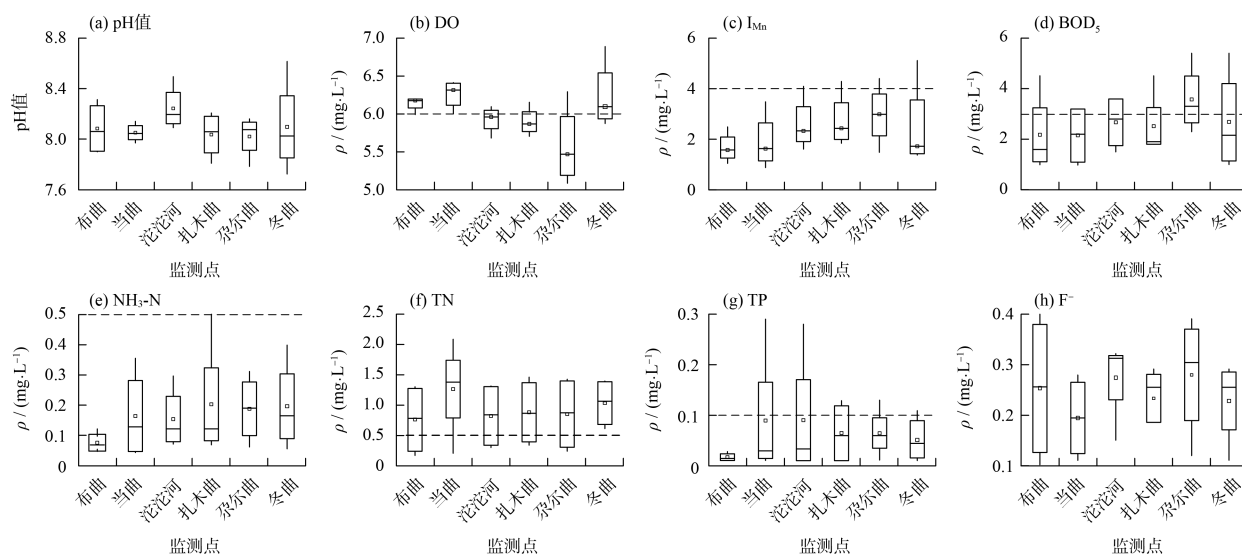 (a) pH值
8.8
8.4
8.0
7.6
pH值
布曲
当曲
沱沱河
扎木曲
尕尔曲
冬曲
监测点
(b) DO
7.0
6.5
6.0
5.5
5.0
ρ / (mg·L⁻¹)
布曲
当曲
沱沱河
扎木曲
尕尔曲
冬曲
监测点
(c) I_Mn
6
4
2
0
ρ / (mg·L⁻¹)
布曲
当曲
沱沱河
扎木曲
尕尔曲
冬曲
监测点
(d) BOD₅
6
5
4
3
2
1
0
ρ / (mg·L⁻¹)
布曲
当曲
沱沱河
扎木曲
尕尔曲
冬曲
监测点
(e) NH₃-N
0.5
0.4
0.3
0.2
0.1
0
ρ / (mg·L⁻¹)
布曲
当曲
沱沱河
扎木曲
尕尔曲
冬曲
监测点
(f) TN
2.5
2.0
1.5
1.0
0.5
0
ρ / (mg·L⁻¹)
布曲
当曲
沱沱河
扎木曲
尕尔曲
冬曲
监测点
(g) TP
0.3
0.2
0.1
0
ρ / (mg·L⁻¹)
布曲
当曲
沱沱河
扎木曲
尕尔曲
冬曲
监测点
(h) F⁻
0.4
0.3
0.2
0.1
ρ / (mg·L⁻¹)
布曲
当曲
沱沱河
扎木曲
尕尔曲
冬曲
监测点